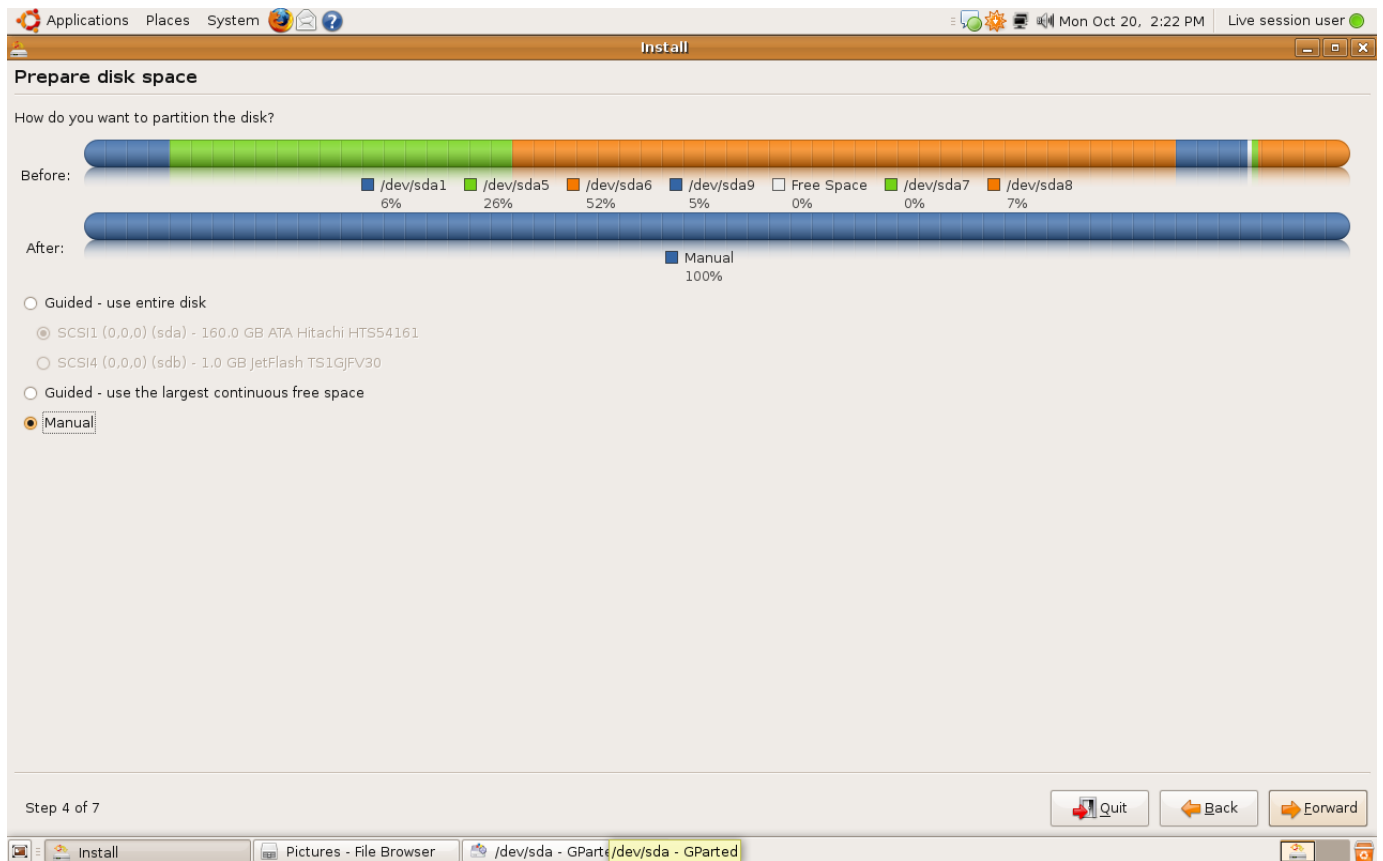 Applications Places System Mon Oct 20, 2:22 PM Live session user
Install
Prepare disk space
How do you want to partition the disk?
Before:
/dev/sda1 /dev/sda5 /dev/sda6 /dev/sda9 Free Space /dev/sda7 /dev/sda8
6% 26% 52% 5% 0% 0% 7%
After:
Manual
100%
Guided - use entire disk
SCSI1 (0,0,0) (sda) - 160.0 GB ATA Hitachi HTS54161
SCSI4 (0,0,0) (sdb) - 1.0 GB JetFlash TS1GJFV30
Guided - use the largest continuous free space
Manual
Step 4 of 7 Quit Back Forward
Install Pictures - File Browser /dev/sda - GParte /dev/sda - GParted